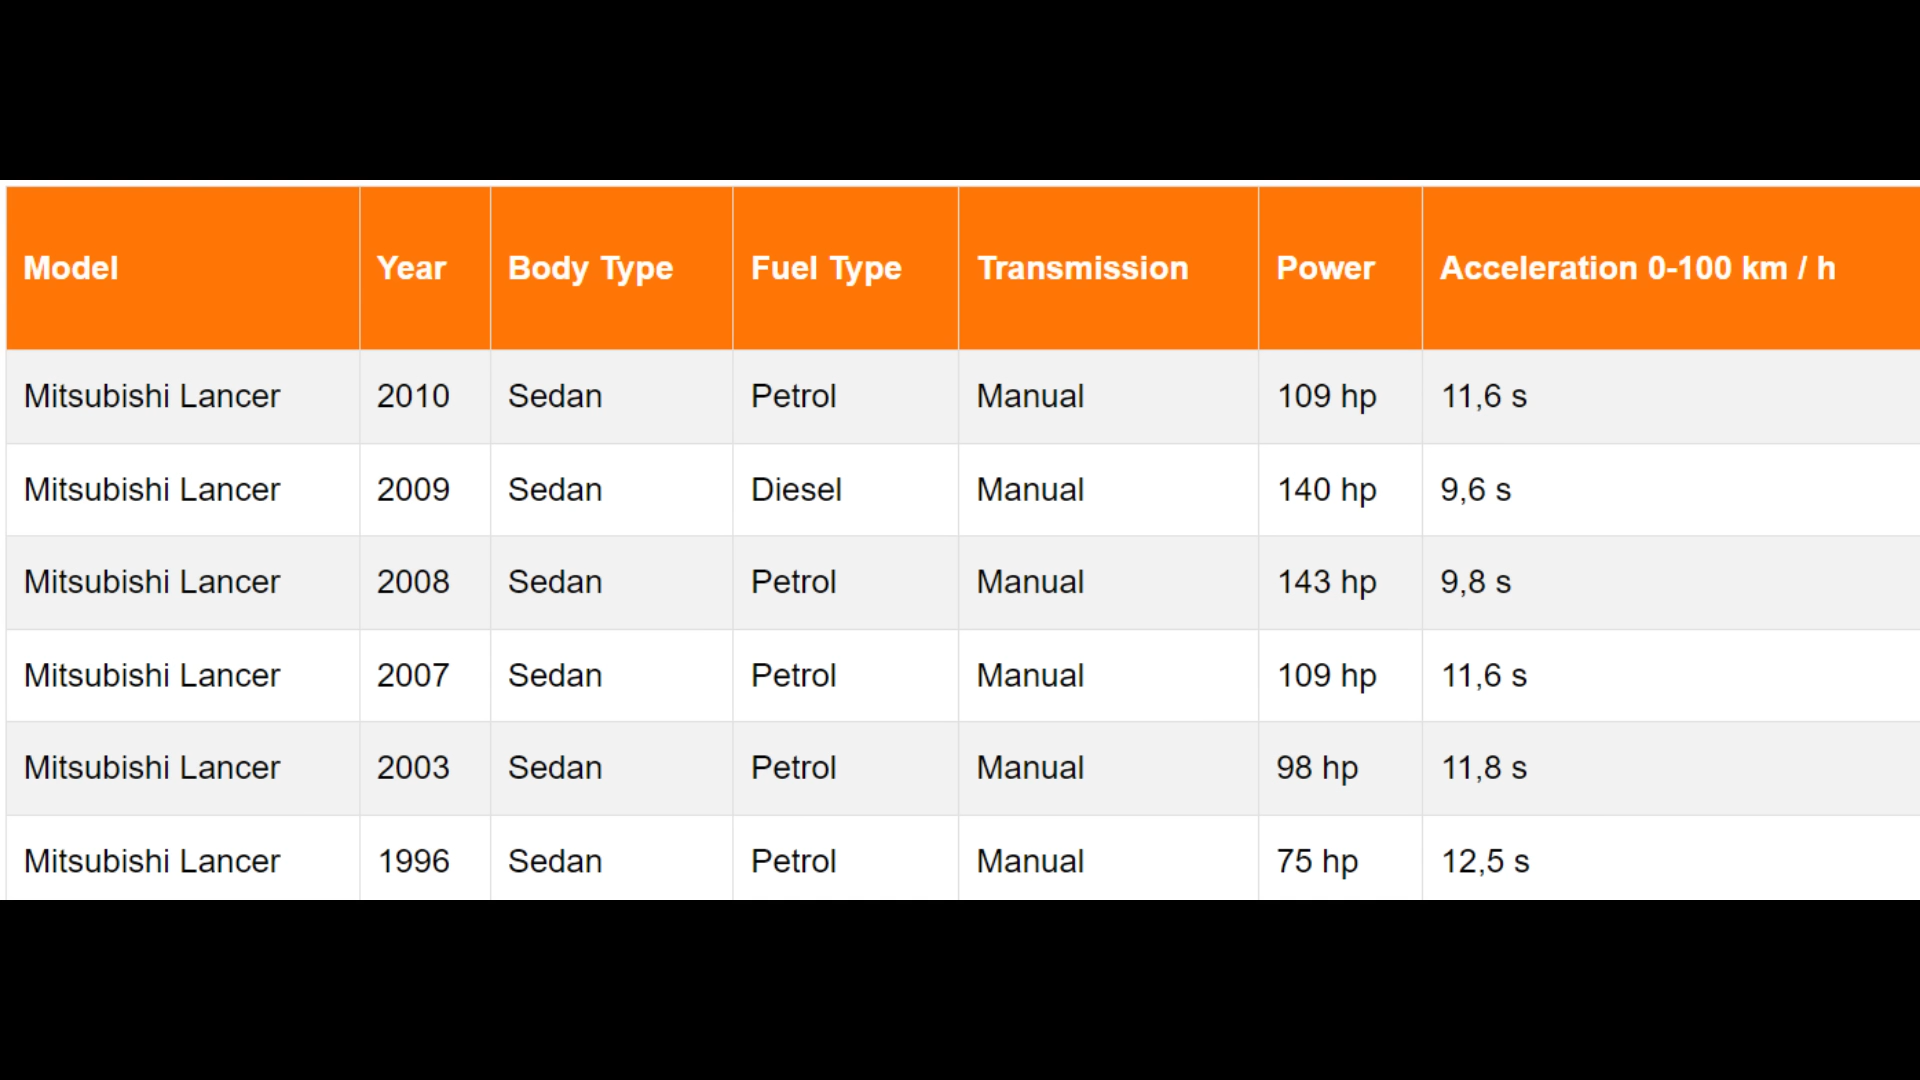 Model Year Body Type Fuel Type Transmission Power Acceleration 0-100 km / h
Mitsubishi Lancer 2010 Sedan Petrol Manual 109 hp 11,6 s
Mitsubishi Lancer 2009 Sedan Diesel Manual 140 hp 9,6 s
Mitsubishi Lancer 2008 Sedan Petrol Manual 143 hp 9,8 s
Mitsubishi Lancer 2007 Sedan Petrol Manual 109 hp 11,6 s
Mitsubishi Lancer 2003 Sedan Petrol Manual 98 hp 11,8 s
Mitsubishi Lancer 1996 Sedan Petrol Manual 75 hp 12,5 s